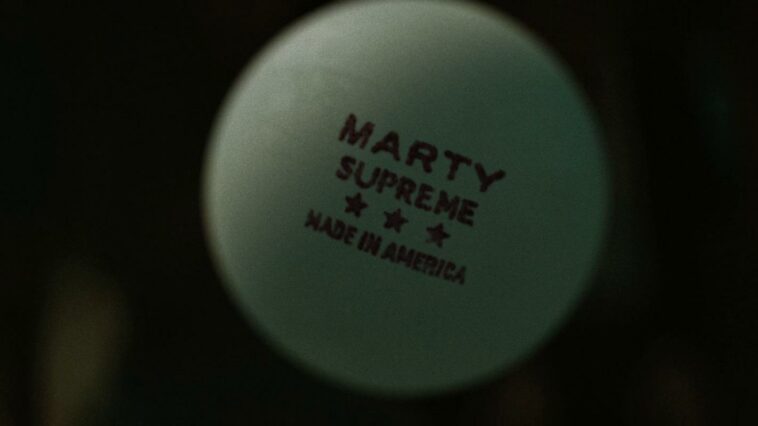 MARTY
SUPREME
★ ★ ★
MADE IN AMERICA